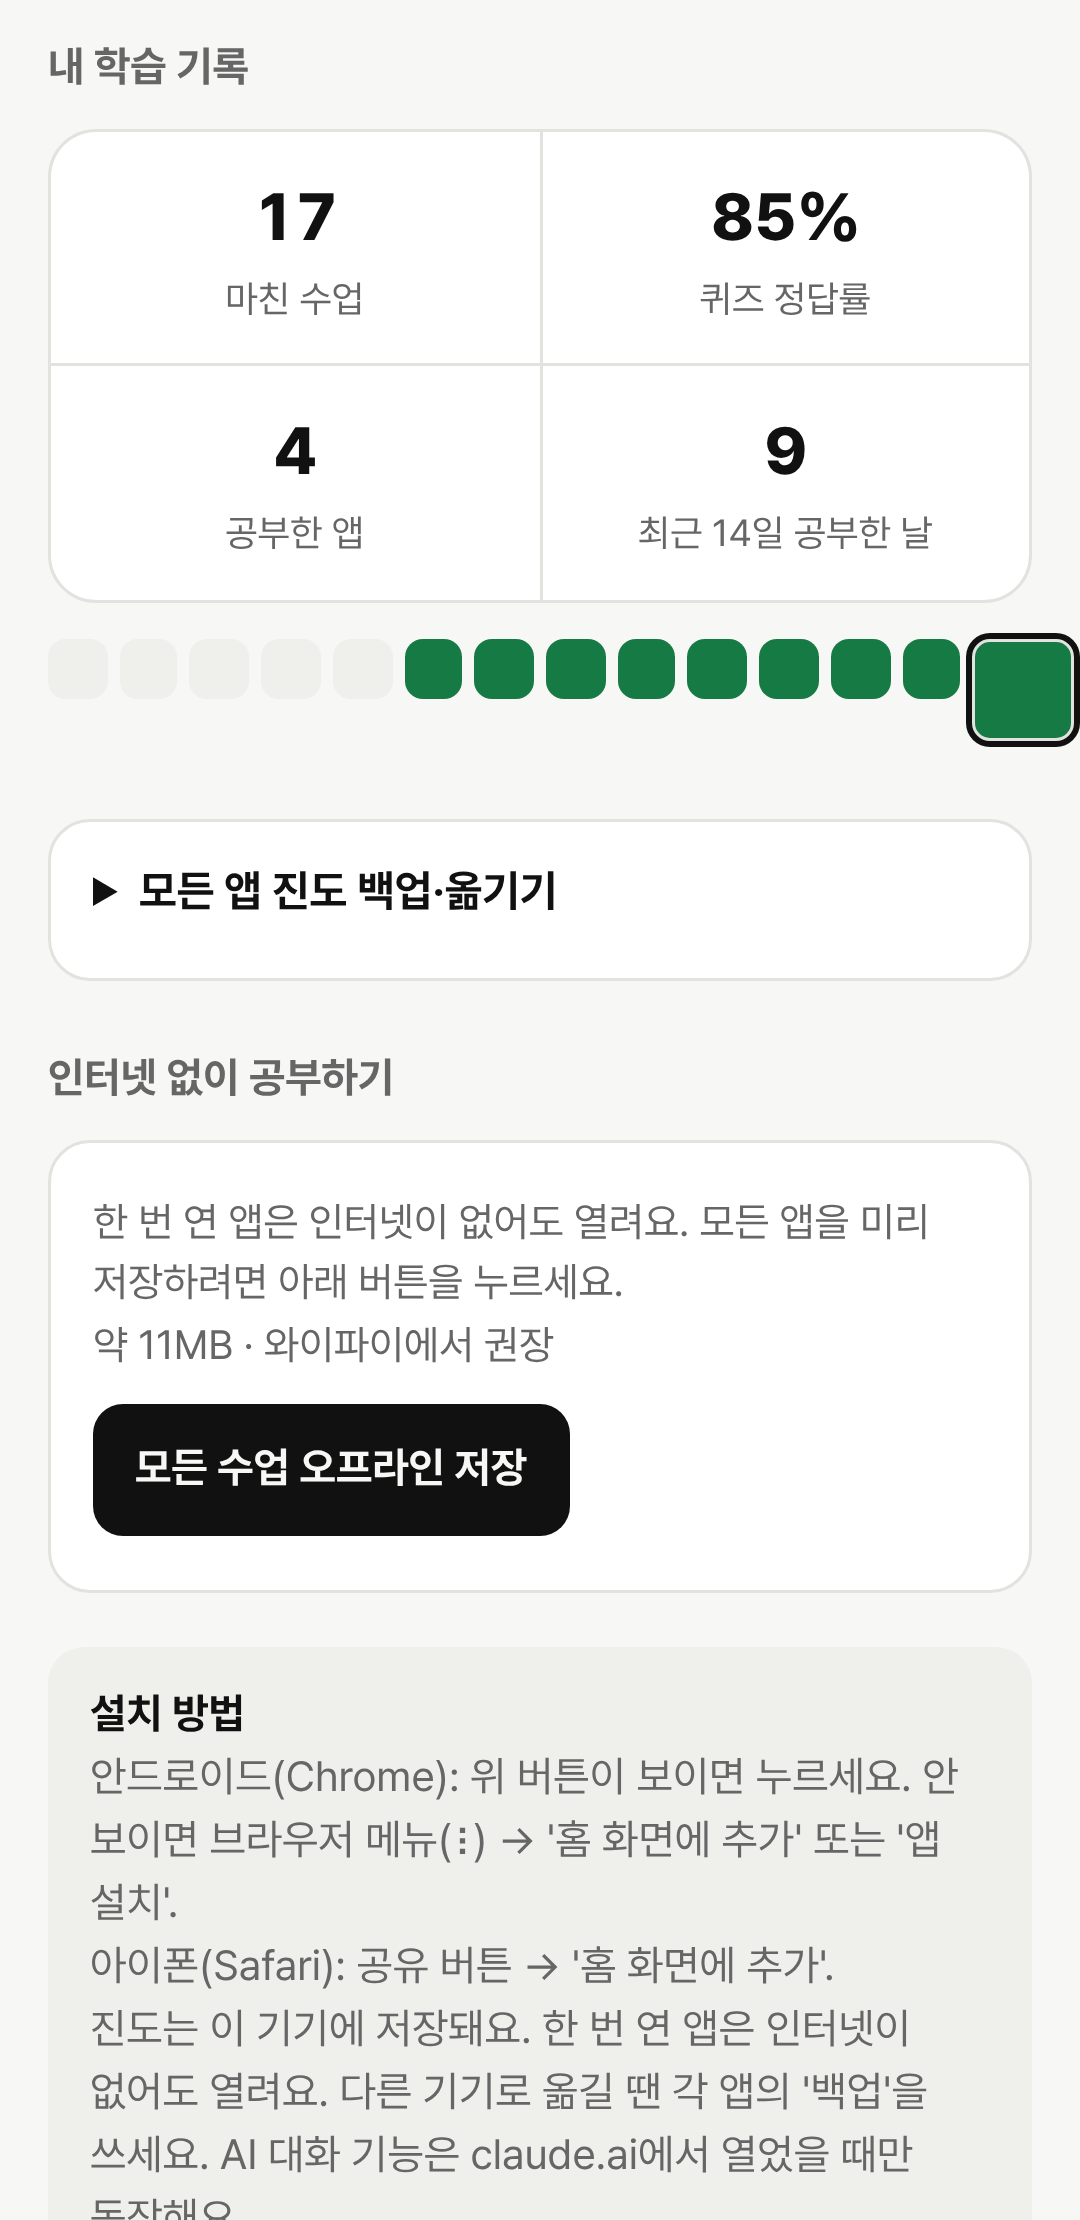 내 학습 기록
17
마친 수업
85%
퀴즈 정답률
4
공부한 앱
9
최근 14일 공부한 날
▶ 모든 앱 진도 백업·옮기기
인터넷 없이 공부하기
한 번 연 앱은 인터넷이 없어도 열려요. 모든 앱을 미리
저장하려면 아래 버튼을 누르세요.
약 11MB · 와이파이에서 권장
모든 수업 오프라인 저장
설치 방법
안드로이드(Chrome): 위 버튼이 보이면 누르세요. 안
보이면 브라우저 메뉴(⋮) → '홈 화면에 추가' 또는 '앱
설치'.
아이폰(Safari): 공유 버튼 → '홈 화면에 추가'.
진도는 이 기기에 저장돼요. 한 번 연 앱은 인터넷이
없어도 열려요. 다른 기기로 옮길 땐 각 앱의 '백업'을
쓰세요. AI 대화 기능은 claude.ai에서 열었을 때만
동작해요